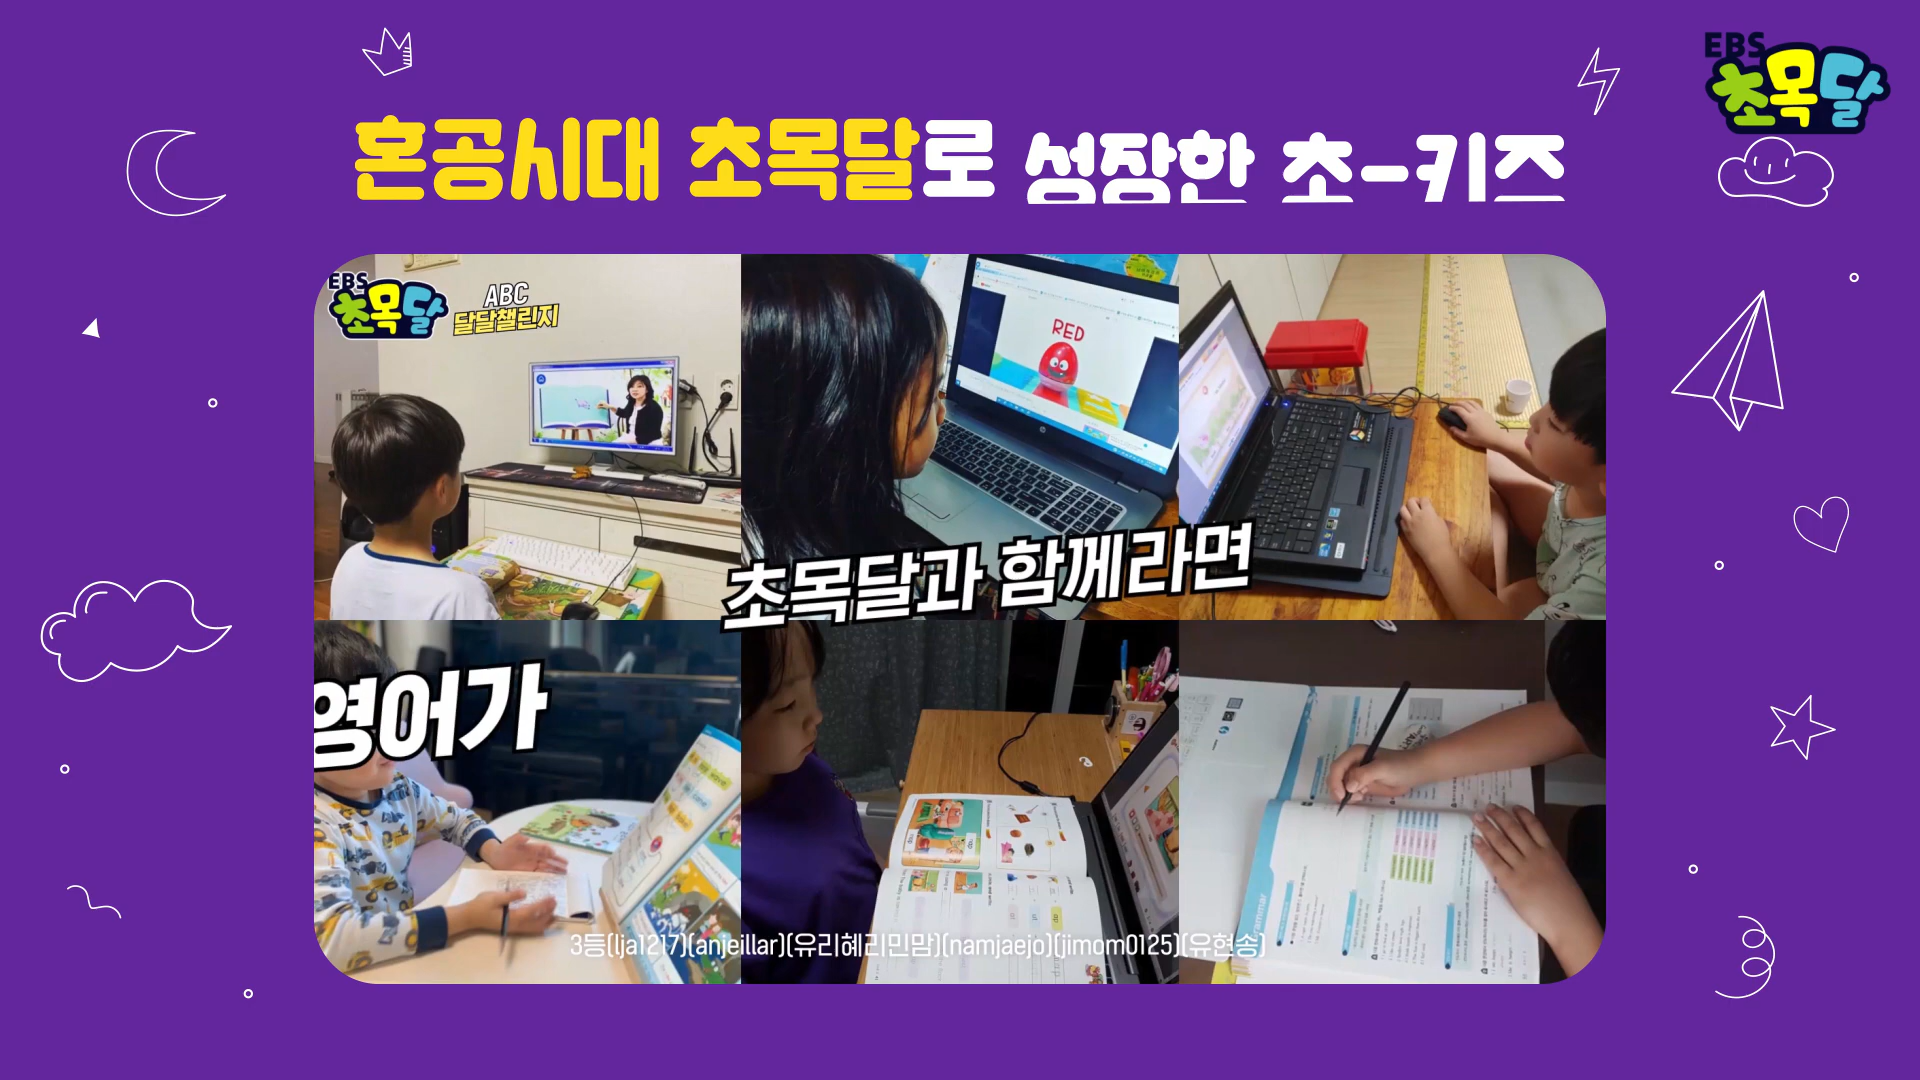 EBS
초목달
혼공시대 초목달로 성장한 초-키즈
EBS
초목달
ABC
달달챌린지
RED
초목달과 함께라면
영어가
3등(lja1217)(anjeillar)(유리혜리민맘)(namjaejo)(jimom0125)(유현송)